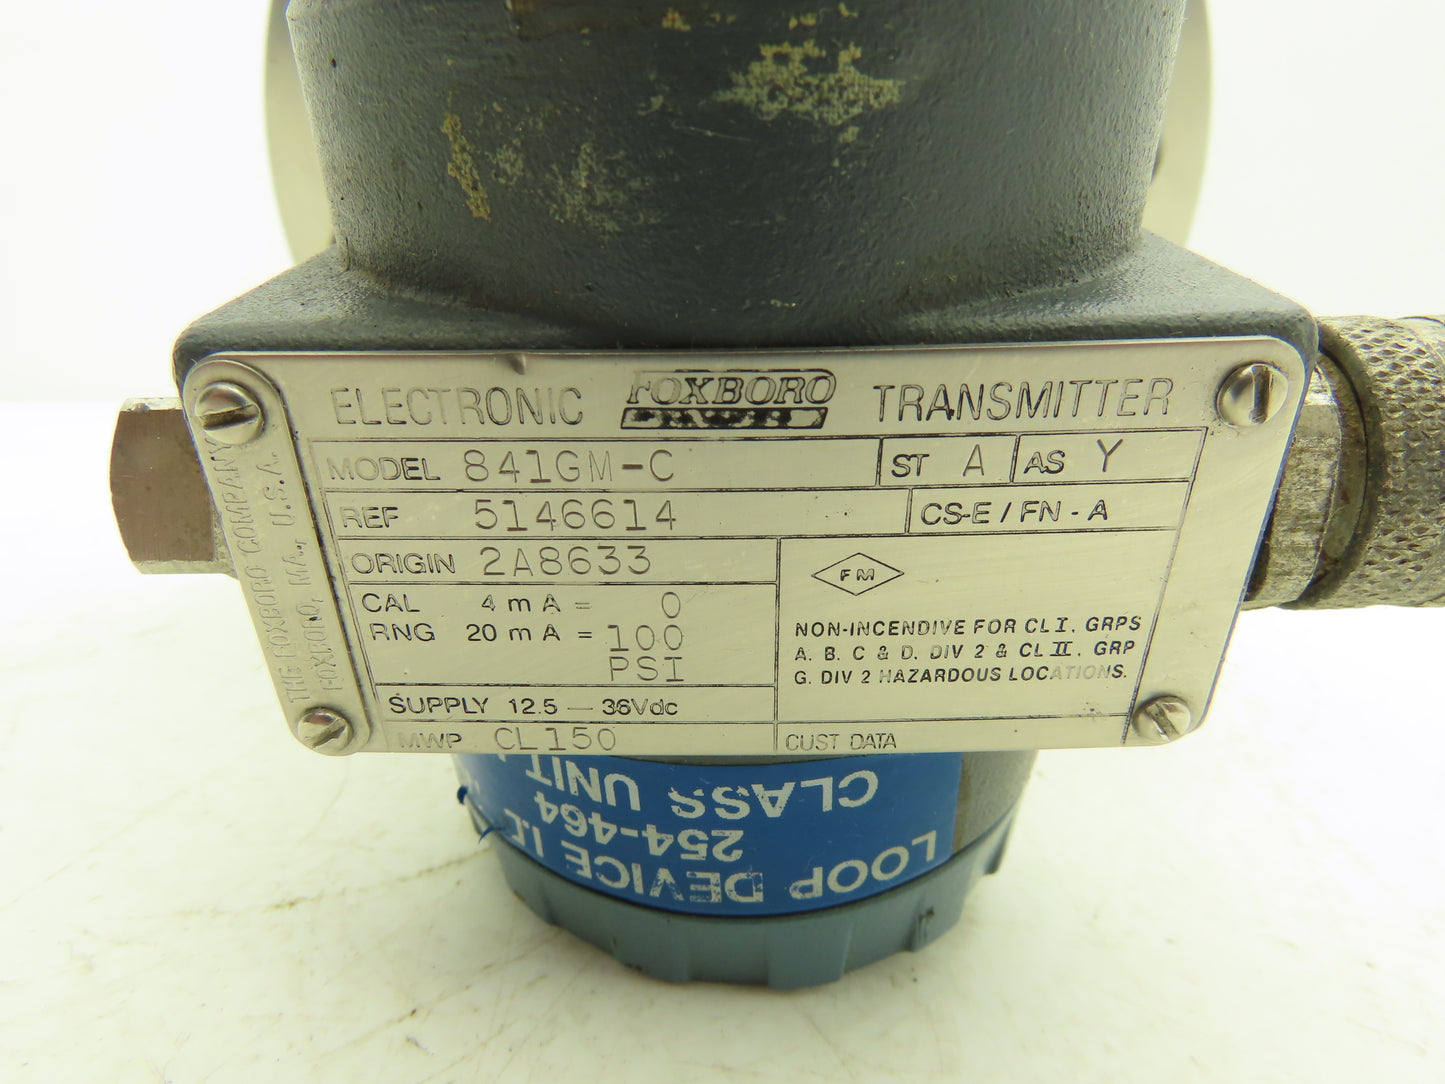 ELECTRONIC FOXBORO TRANSMITTER
MODEL 841GM-C ST A AS Y
REF 5146614 CS-E / FN - A
ORIGIN 2A8633
CAL 4 mA = 0
RNG 20 mA = 100
PSI
SUPPLY 12.5 — 36Vdc
MWP CL150
FM
NON-INCENDIVE FOR CL I, GRPS
A, B, C & D, DIV 2 & CL II, GRP
G, DIV 2 HAZARDOUS LOCATIONS.
CUST DATA
THE FOXBORO COMPANY
FOXBORO, MA., U.S.A.
LOOP DEVICE
254-464
CLASS UNIT